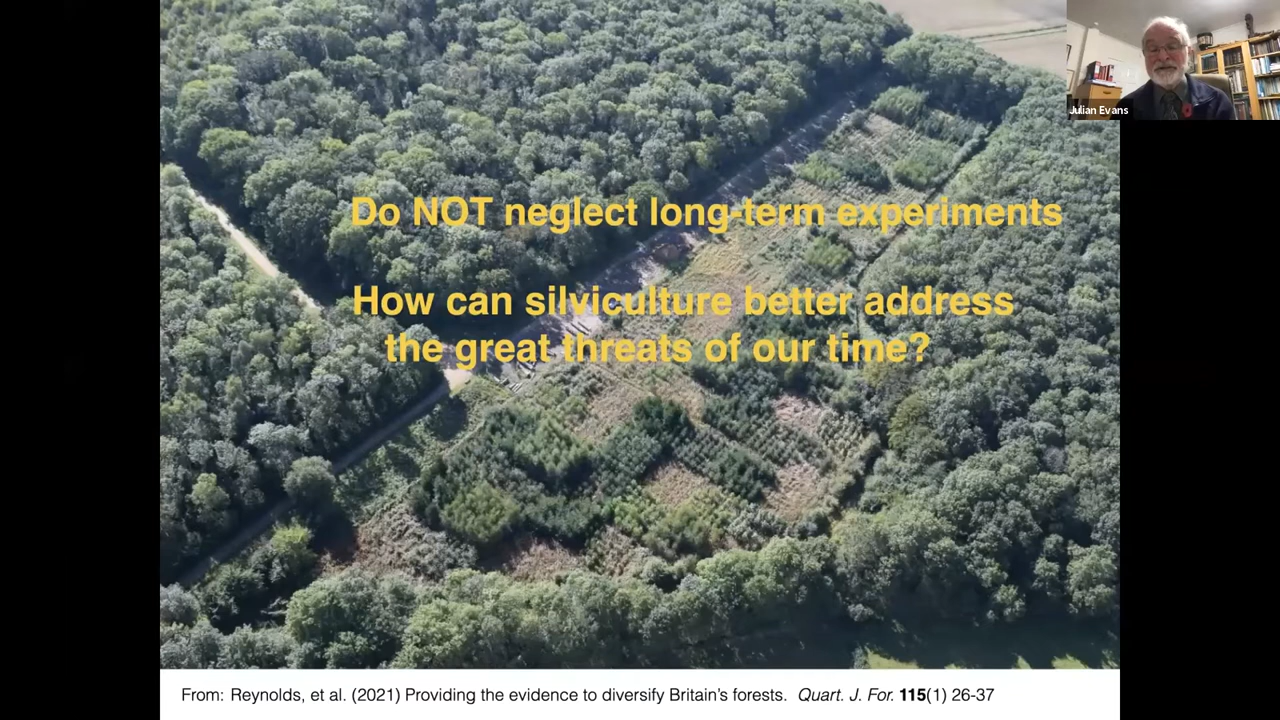 Julian Evans
Do NOT neglect long-term experiments
How can silviculture better address
the great threats of our time?
From: Reynolds, et al. (2021) Providing the evidence to diversify Britain's forests. Quart. J. For. 115(1) 26-37